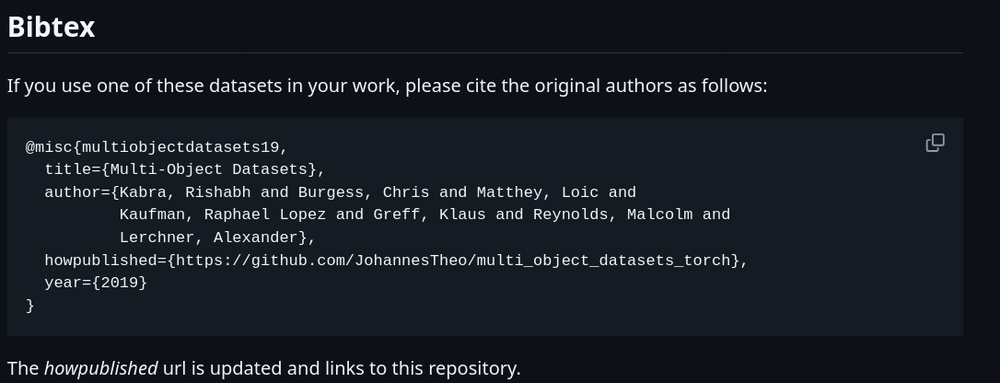 Bibtex
If you use one of these datasets in your work, please cite the original authors as follows:
@misc{multiobjectdatasets19,
  title={Multi-Object Datasets},
  author={Kabra, Rishabh and Burgess, Chris and Matthey, Loic and
          Kaufman, Raphael Lopez and Greff, Klaus and Reynolds, Malcolm and
          Lerchner, Alexander},
  howpublished={https://github.com/JohannesTheo/multi_object_datasets_torch},
  year={2019}
}
The howpublished url is updated and links to this repository.